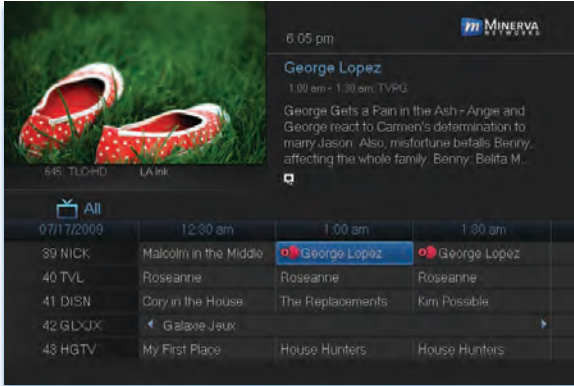 6:05 pm
m MINERVA NETWORKS
George Lopez
1:00 am - 1:30 am, TVPG
George Gets a Pain in the Ash - Angie and
George react to Carmen's determination to
marry Jason. Also, misfortune befalls Benny,
affecting the whole family. Benny: Belita M...
645 TLC-HD LA Ink
All
07/17/2009 12:30 am 1:00 am 1:30 am
39 NICK Malcolm in the Middle George Lopez George Lopez
40 TVL Roseanne Roseanne Roseanne
41 DISN Cory in the House The Replacements Kim Possible
42 GLXJX Galaxie Jeux
43 HGTV My First Place House Hunters House Hunters